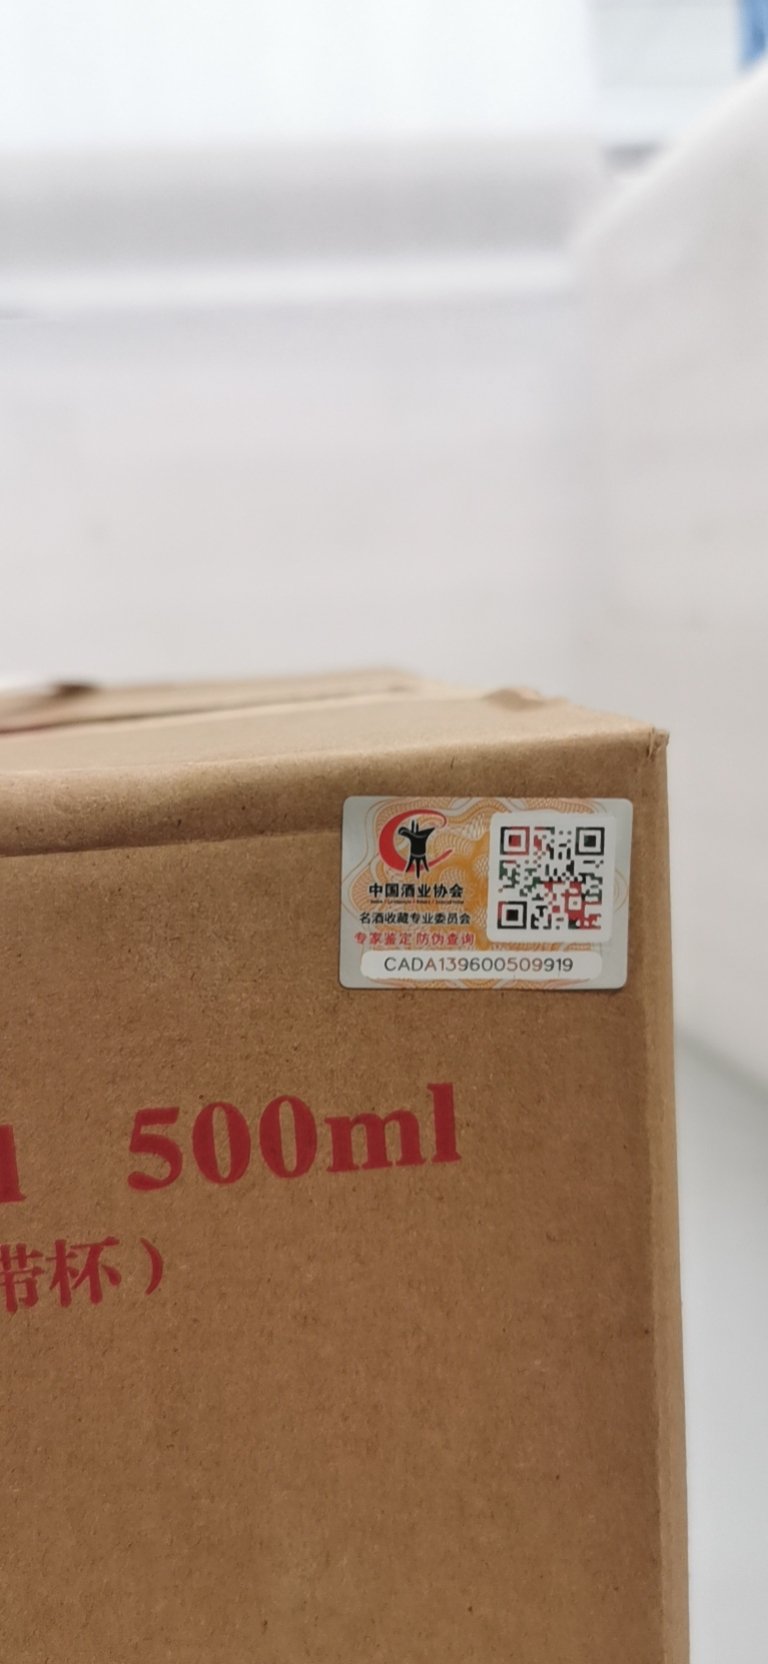 中国酒业协会
名酒收藏专业委员会
专家鉴定 防伪查询
CADA139600509919
500ml
带杯）